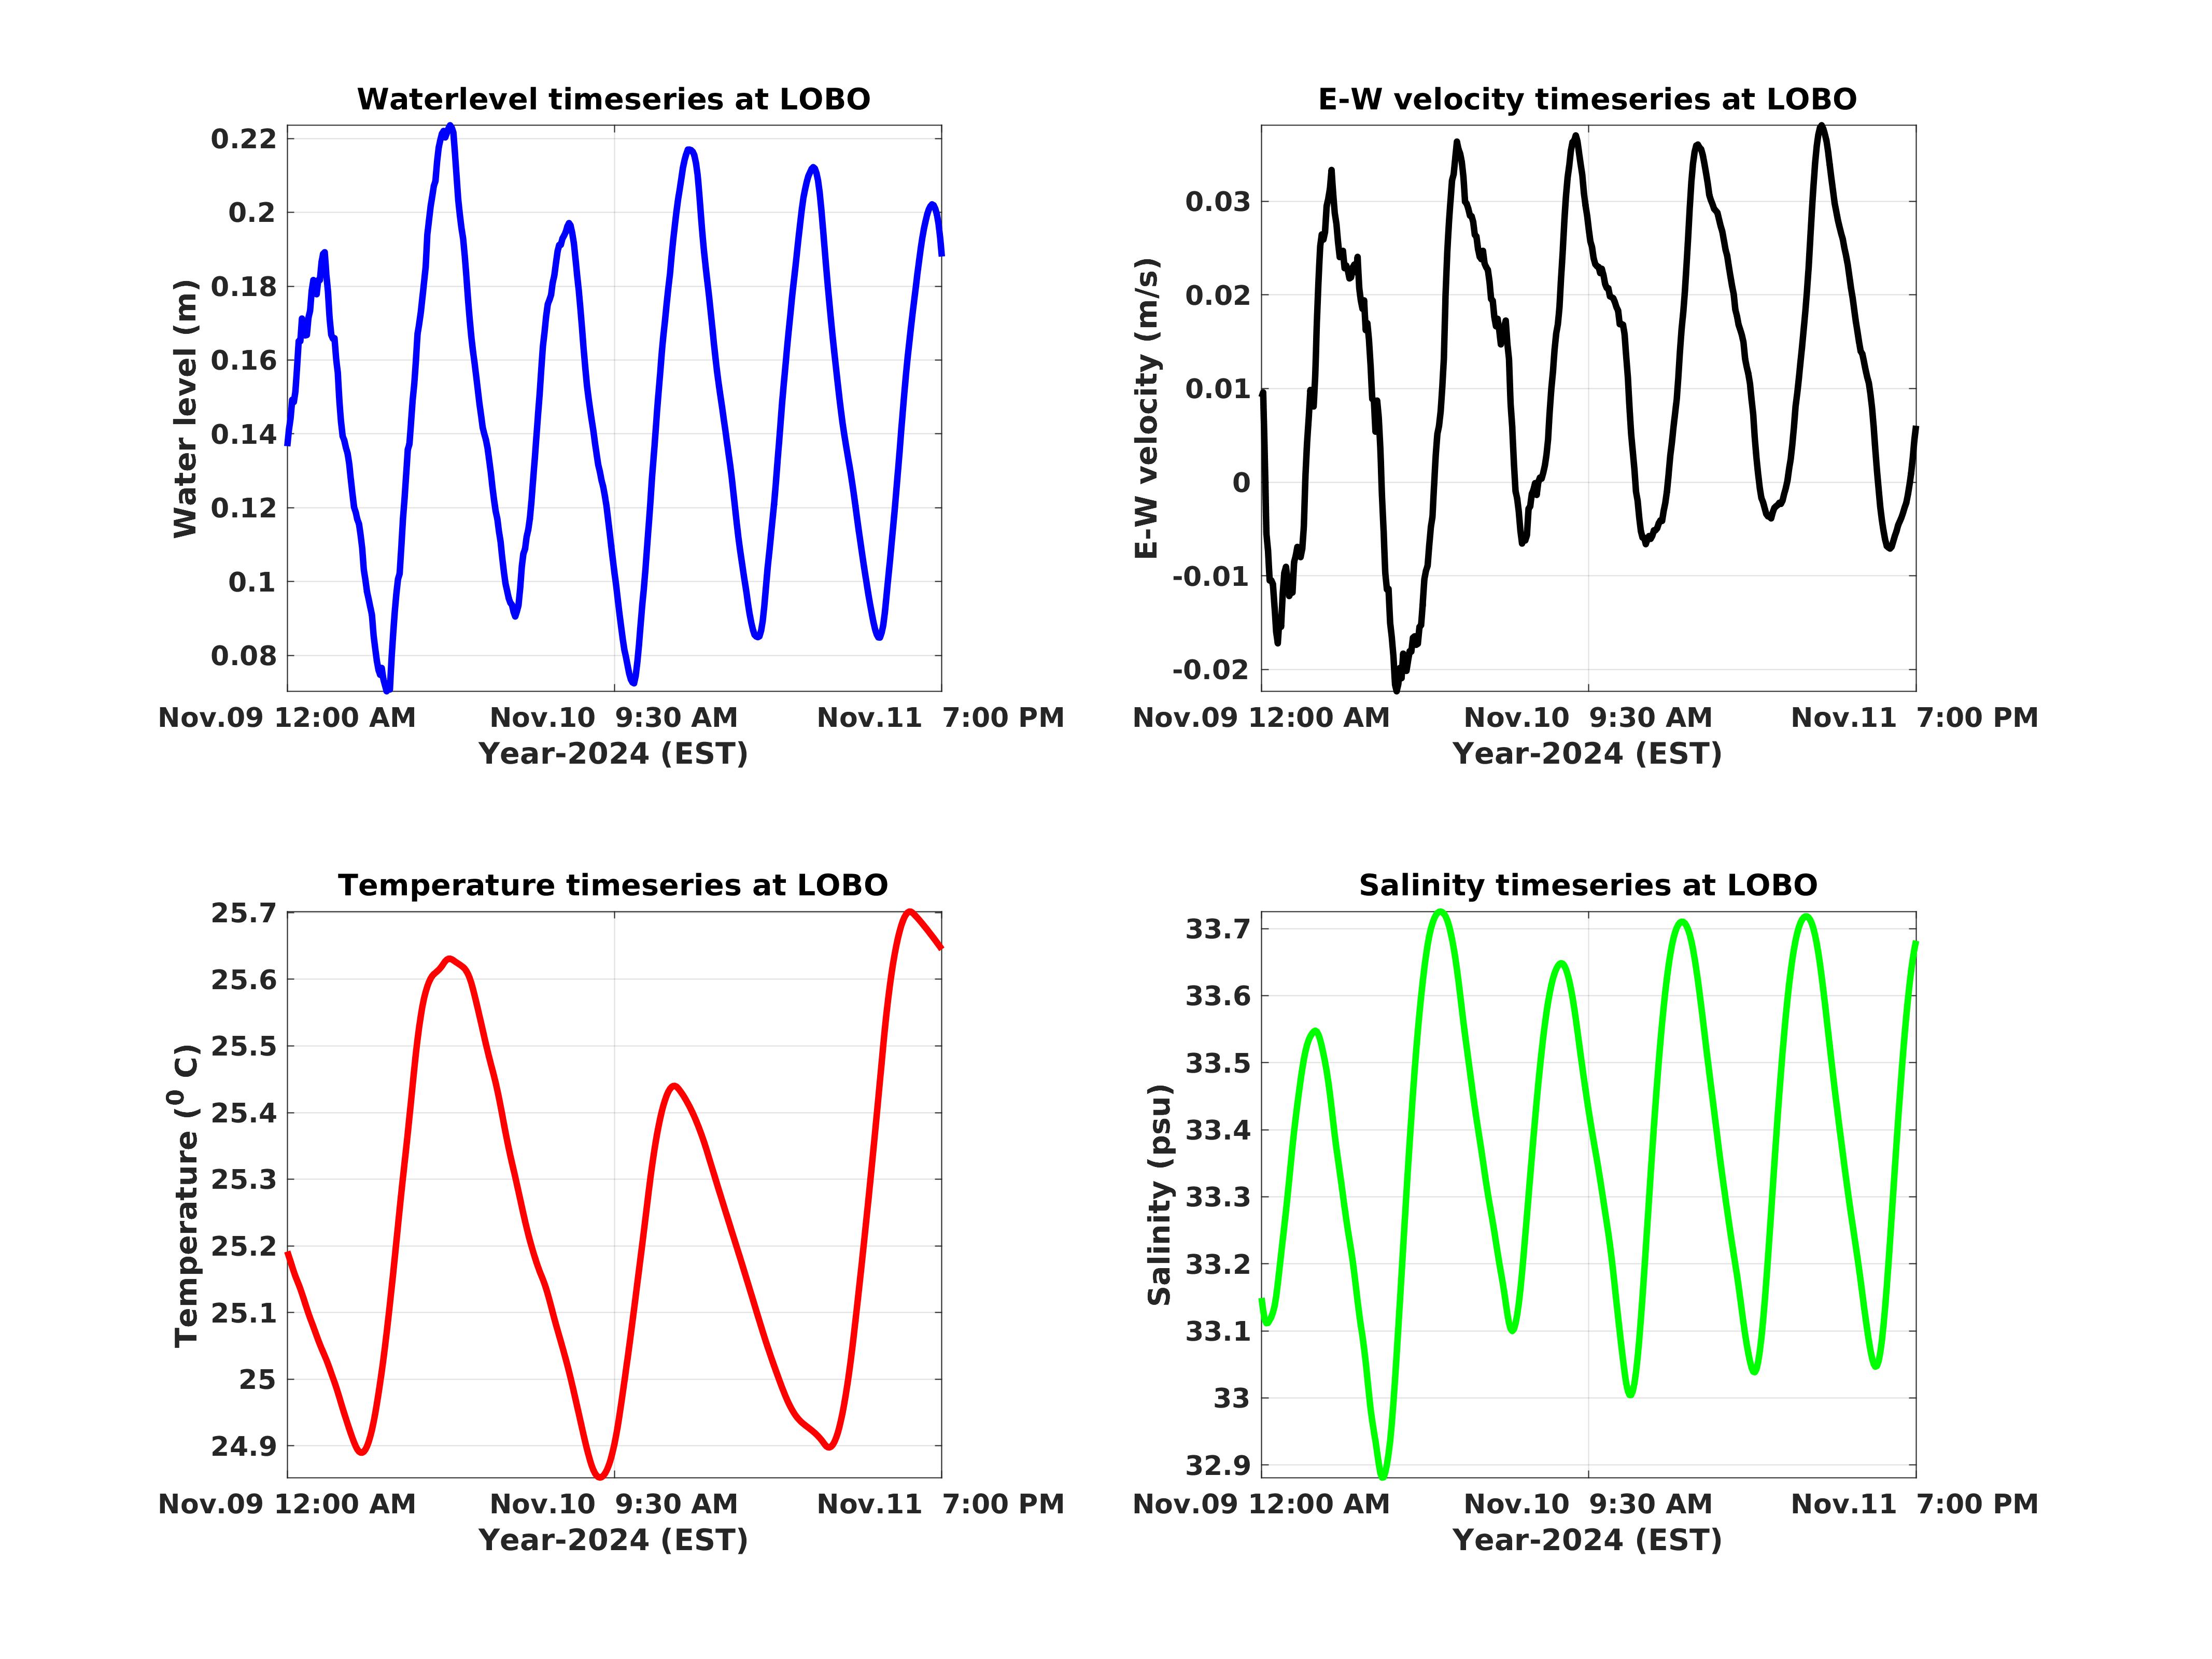 Waterlevel timeseries at LOBO
0.22
0.2
0.18
0.16
0.14
0.12
0.1
0.08
Water level (m)
Nov.09 12:00 AM
Nov.10 9:30 AM
Nov.11 7:00 PM
Year-2024 (EST)
E-W velocity timeseries at LOBO
0.03
0.02
0.01
0
-0.01
-0.02
E-W velocity (m/s)
Nov.09 12:00 AM
Nov.10 9:30 AM
Nov.11 7:00 PM
Year-2024 (EST)
Temperature timeseries at LOBO
25.7
25.6
25.5
25.4
25.3
25.2
25.1
25
24.9
Temperature (⁰ C)
Nov.09 12:00 AM
Nov.10 9:30 AM
Nov.11 7:00 PM
Year-2024 (EST)
Salinity timeseries at LOBO
33.7
33.6
33.5
33.4
33.3
33.2
33.1
33
32.9
Salinity (psu)
Nov.09 12:00 AM
Nov.10 9:30 AM
Nov.11 7:00 PM
Year-2024 (EST)